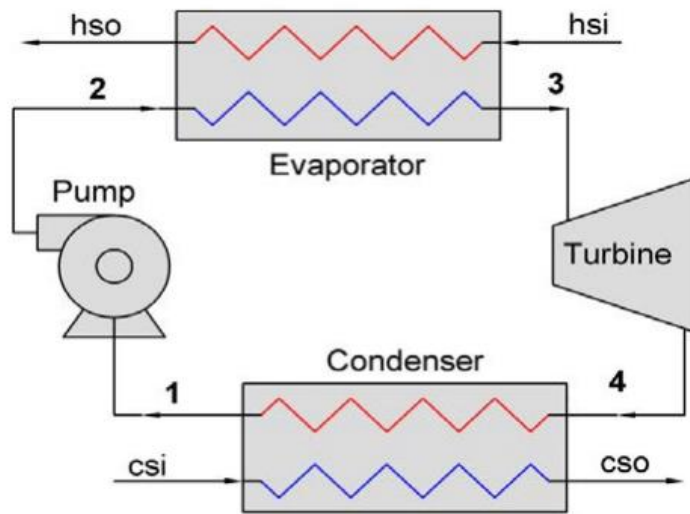 hso
hsi
2
3
Evaporator
Pump
Turbine
Condenser
1
4
csi
cso